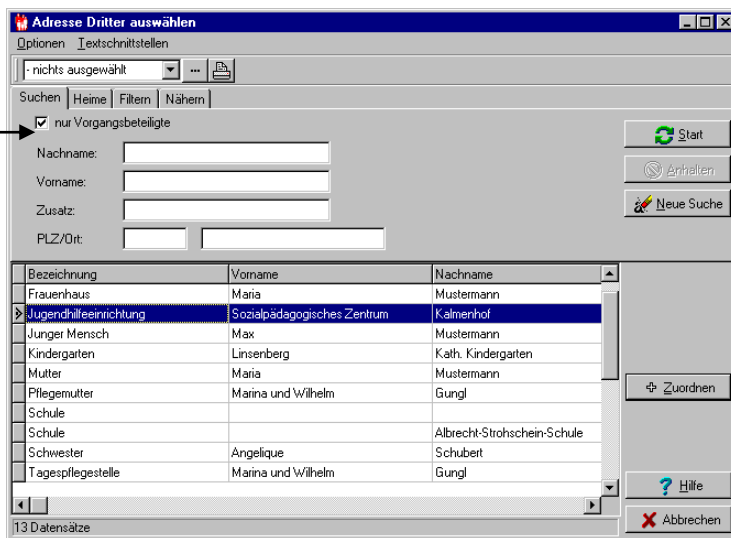 Adresse Dritter auswählen
Optionen Textschnittstellen
- nichts ausgewählt ...
Suchen Heime Filtern Nähern
nur Vorgangsbeteiligte
Nachname:
Vorname:
Zusatz:
PLZ/Ort:
Start
Anhalten
Neue Suche
Bezeichnung Vorname Nachname
Frauenhaus Maria Mustermann
Jugendhilfeeinrichtung Sozialpädagogisches Zentrum Kalmenhof
Junger Mensch Max Mustermann
Kindergarten Linsenberg Kath. Kindergarten
Mutter Maria Mustermann
Pflegemutter Marina und Wilhelm Gungl
Schule
Schule Albrecht-Strohschein-Schule
Schwester Angelique Schubert
Tagespflegestelle Marina und Wilhelm Gungl
Zuordnen
Hilfe
Abbrechen
13 Datensätze